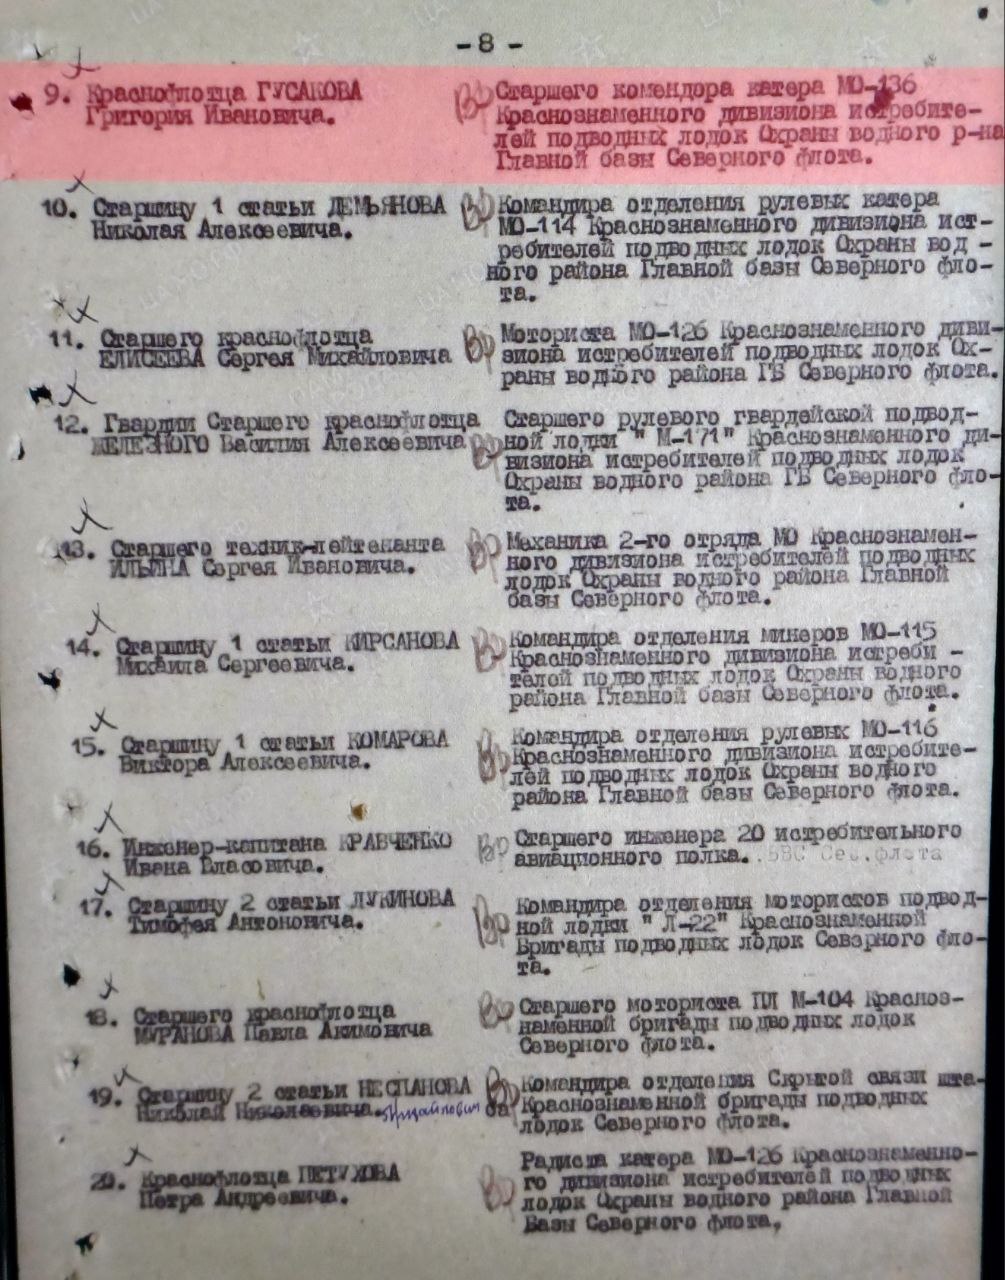 - 8 -
9. Краснофлотца ГУСАКОВА
Григория Ивановича.
ВР
Старшего комендора катера МО-136
Краснознаменного дивизиона истребите-
лей подводных лодок Охраны водного р-на
Главной базы Северного флота.
10. Старшину 1 статьи ДЕМЬЯНОВА
Николая Алексеевича.
Командира отделения рулевых катера
МО-114 Краснознаменного дивизиона ист-
ребителей подводных лодок Охраны вод -
ного района Главной базы Северного фло-
та.
11. Старшего краснофлотца
ЕЛИСЕЕВА Сергея Михайловича
Моториста МО-126 Краснознаменного диви-
зиона истребителей подводных лодок Ох-
раны водного района ГБ Северного флота.
12. Гвардии Старшего краснофлотца
ЖЕЛЕЗНОГО Василия Алексеевича
Старшего рулевого гвардейской подвод-
ной лодки " М-171" Краснознаменного ди-
визиона истребителей подводных лодок
Охраны водного района ГБ Северного фло-
та.
13. Старшего техник-лейтенанта
ИЛЬИНА Сергея Ивановича.
Механика 2-го отряда МО Краснознамен-
ного дивизиона истребителей подводных
лодок Охраны водного района Главной
базы Северного флота.
14. Старшину 1 статьи КИРСАНОВА
Михаила Сергеевича.
Командира отделения минеров МО-115
Краснознаменного дивизиона истреби -
телей подводных лодок Охраны водного
района Главной базы Северного флота.
15. Старшину 1 статьи КОМАРОВА
Виктора Алексеевича.
Командира отделения рулевых МО-116
Краснознаменного дивизиона истребите-
лей подводных лодок Охраны водного
района Главной базы Северного флота.
16. Инженер-капитана КРАВЧЕНКО
Ивана Власовича.
Старшего инженера 20 истребительного
авиационного полка. ВВС Сев.флота
17. Старшину 2 статьи ЛУКИНОВА
Тимофея Антоновича.
Командира отделения мотористов подвод-
ной лодки " Л-22" Краснознаменной
Бригады подводных лодок Северного фло-
та.
18. Старшего краснофлотца
МУРАНОВА Павла Акимовича
Старшего моториста ПЛ М-104 Красноз-
наменной бригады подводных лодок
Северного флота.
19. Старшину 2 статьи НЕСПАНОВА
Николай Николаевича. Михайлович
Командира отделения Скрытой связи шта-
ба Краснознаменной бригады подводных
лодок Северного флота.
20. Краснофлотца ПЕТУХОВА
Петра Андреевича.
Радиста катера МО-126 Краснознаменно-
го дивизиона истребителей подводных
лодок Охраны водного района Главной
Базы Северного флота,